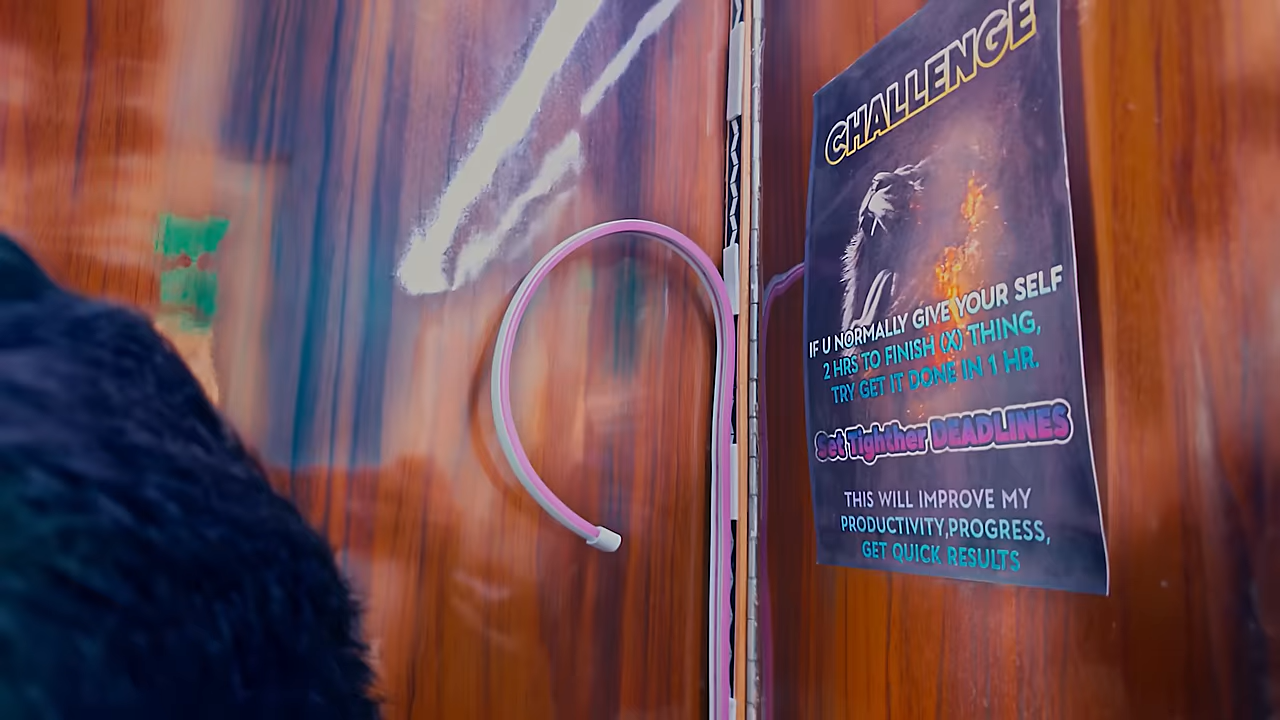 CHALLENGE
IF U NORMALLY GIVE YOUR SELF
2 HRS TO FINISH (X) THING,
TRY GET IT DONE IN 1 HR.
Set Tighther DEADLINES
THIS WILL IMPROVE MY
PRODUCTIVITY,PROGRESS,
GET QUICK RESULTS